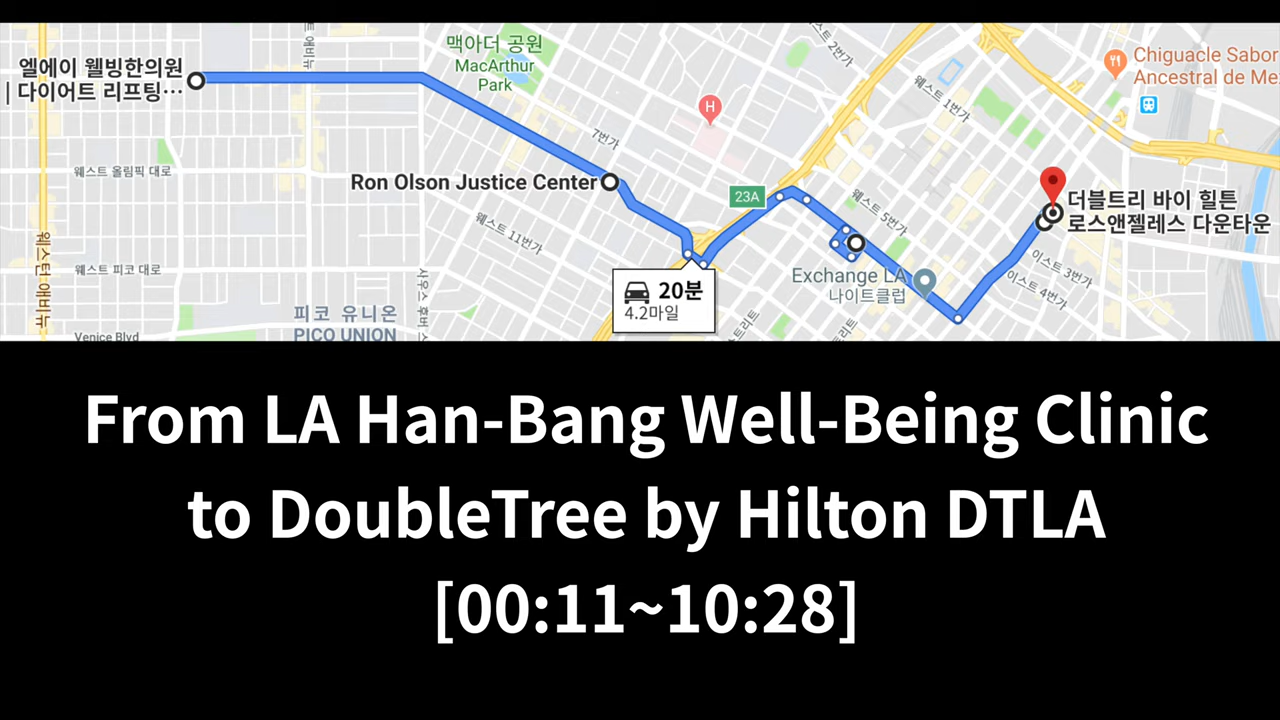 엘에이 웰빙한의원
| 다이어트 리프팅…
맥아더 공원
MacArthur
Park
7번가
H
웨스트 2번가
웨스트 1번가
Chiguacle Sabor
Ancestral de Me
웨스트 올림픽 대로
Ron Olson Justice Center
23A
웨스트 5번가
더블트리 바이 힐튼
로스앤젤레스 다운타운
웨스트 11번가
웨스턴 애비뉴
웨스트 피코 대로
Exchange LA
나이트클럽
이스트 3번가
이스트 4번가
20분
4.2마일
피코 유니온
PICO UNION
Venice Blvd
From LA Han-Bang Well-Being Clinic
to DoubleTree by Hilton DTLA
[00:11~10:28]